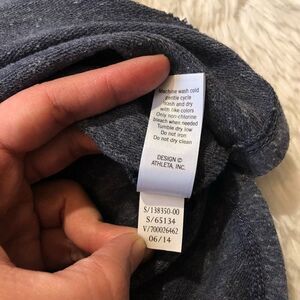 Machine wash cold
gentle cycle
wash and dry
with like colors
Only non-chlorine
bleach when needed
Tumble dry low
Do not iron
Do not dry clean
DESIGN ©
ATHLETA, INC.
S/138350-00
S/65134
V/700026462
06/14